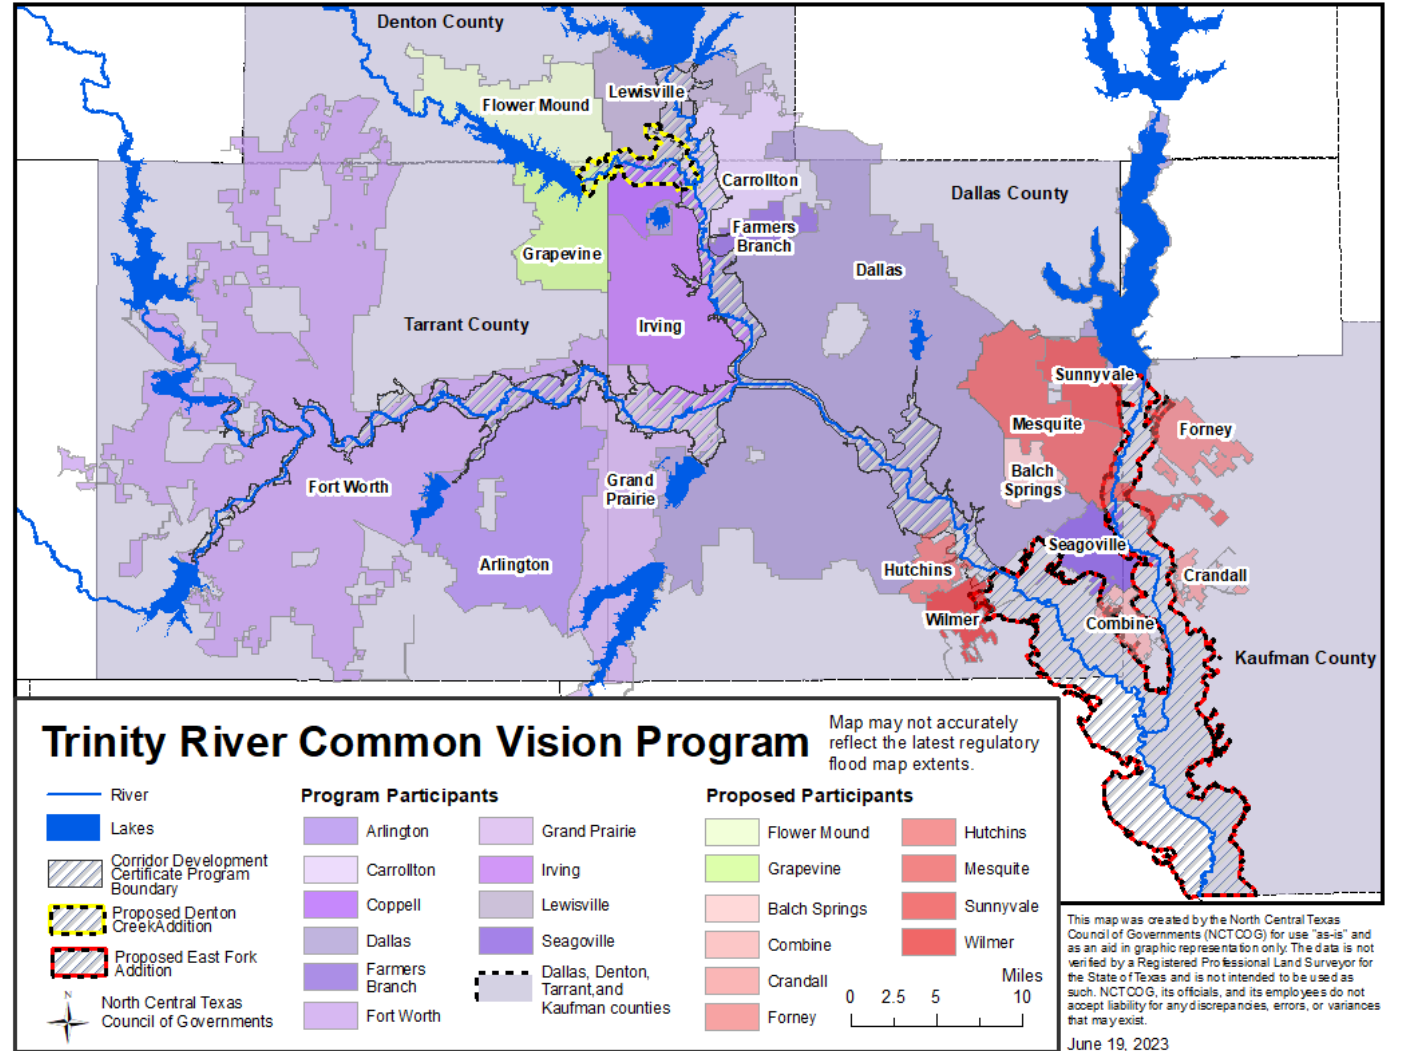 Denton County
Lewisville
Flower Mound
Carrollton
Dallas County
Farmers
Branch
Grapevine
Dallas
Tarrant County
Irving
Sunnyvale
Mesquite
Forney
Balch
Springs
Fort Worth
Grand
Prairie
Seagoville
Arlington
Hutchins
Crandall
Wilmer
Combine
Kaufman County
Trinity River Common Vision Program
Map may not accurately
reflect the latest regulatory
flood map extents.
River
Lakes
Corridor Development
Certificate Program
Boundary
Proposed Denton
CreekAddition
Proposed East Fork
Addition
N
North Central Texas
Council of Governments
Program Participants
Arlington
Carrollton
Coppell
Dallas
Farmers
Branch
Fort Worth
Grand Prairie
Irving
Lewisville
Seagoville
Dallas, Denton,
Tarrant,and
Kaufman counties
Proposed Participants
Flower Mound
Grapevine
Balch Springs
Combine
Crandall
Forney
Hutchins
Mesquite
Sunnyvale
Wilmer
Miles
0 2.5 5 10
This map was created by the North Central Texas
Council of Governments (NCTCOG) for use "as-is" and
as an aid in graphic representation only. The data is not
verified by a Registered Professional Land Surveyor for
the State of Texas and is not intended to be used as
such. NCTCOG, its officials, and its employees do not
accept liability for any discrepancies, errors, or variances
that may exist.
June 19, 2023